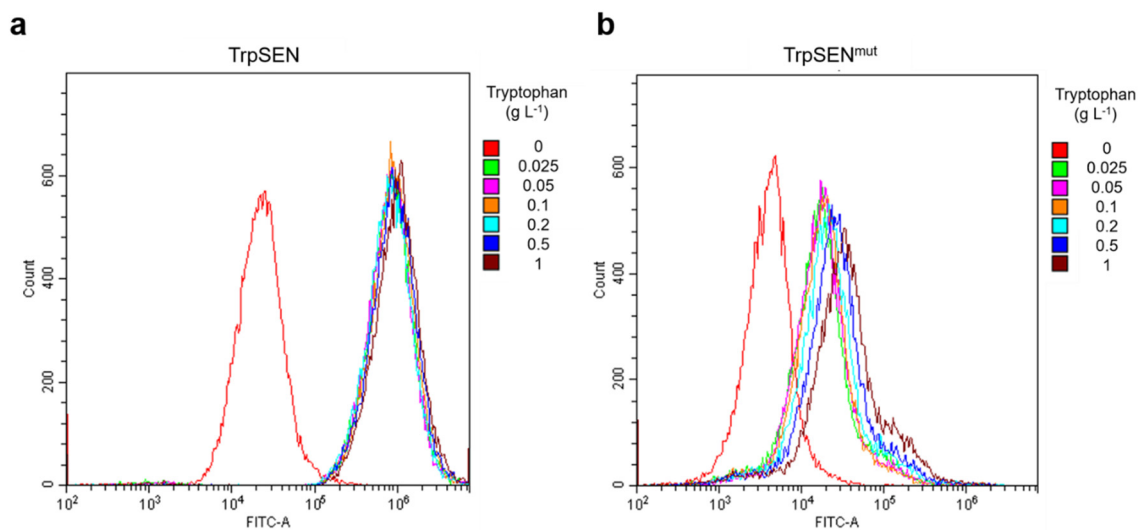 a
TrpSEN
600
400
200
0
Count
10²
10³
10⁴
10⁵
10⁶
FITC-A
Tryptophan
(g L⁻¹)
0
0.025
0.05
0.1
0.2
0.5
1
b
TrpSENᵐᵘᵗ
600
400
200
0
Count
10²
10³
10⁴
10⁵
10⁶
FITC-A
Tryptophan
(g L⁻¹)
0
0.025
0.05
0.1
0.2
0.5
1